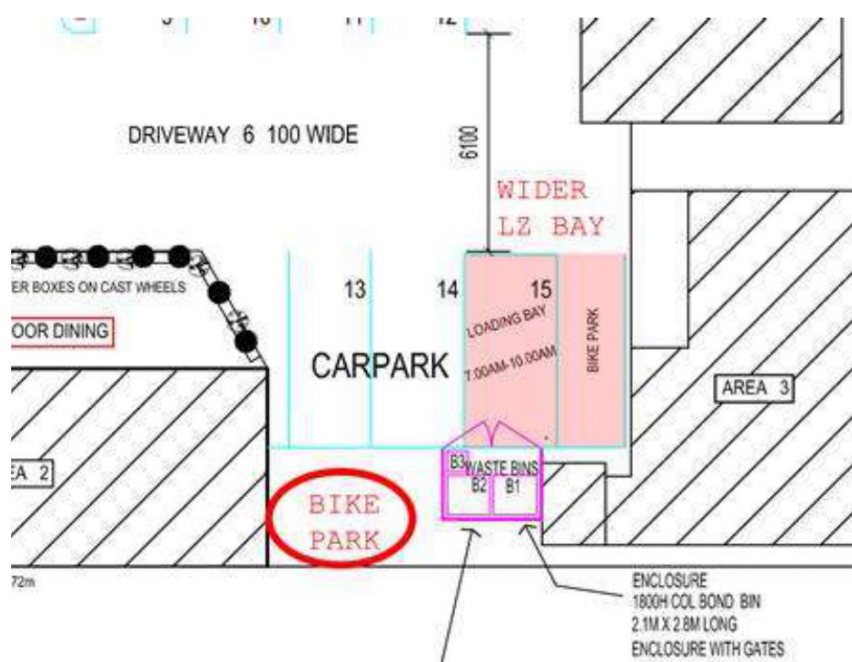 9 10 11 12
DRIVEWAY 6 100 WIDE
6100
WIDER
LZ BAY
ER BOXES ON CAST WHEELS
OOR DINING
13
14
15
LOADING BAY
7.00AM-10.00AM
BIKE PARK
CARPARK
AREA 3
EA 2
B3
WASTE BINS
B2
B1
BIKE
PARK
72m
ENCLOSURE
1800H COL BOND BIN
2.1M X 2.8M LONG
ENCLOSURE WITH GATES